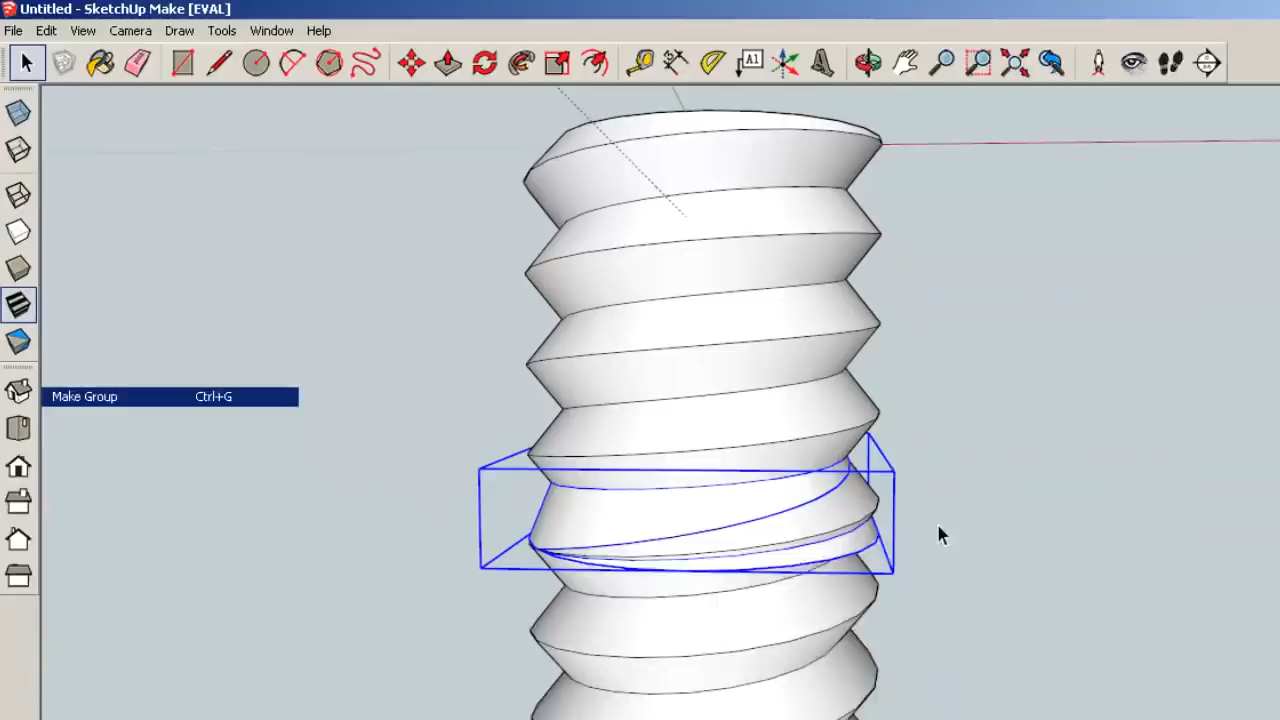 Untitled - SketchUp Make [EVAL]
File Edit View Camera Draw Tools Window Help
A1
Make Group Ctrl+G